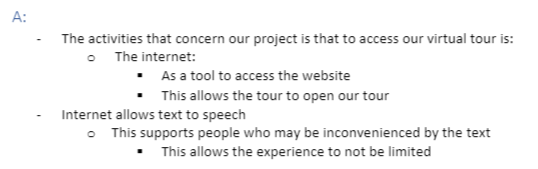 A:
- The activities that concern our project is that to access our virtual tour is:
o The internet:
▪ As a tool to access the website
▪ This allows the tour to open our tour
- Internet allows text to speech
o This supports people who may be inconvenienced by the text
▪ This allows the experience to not be limited